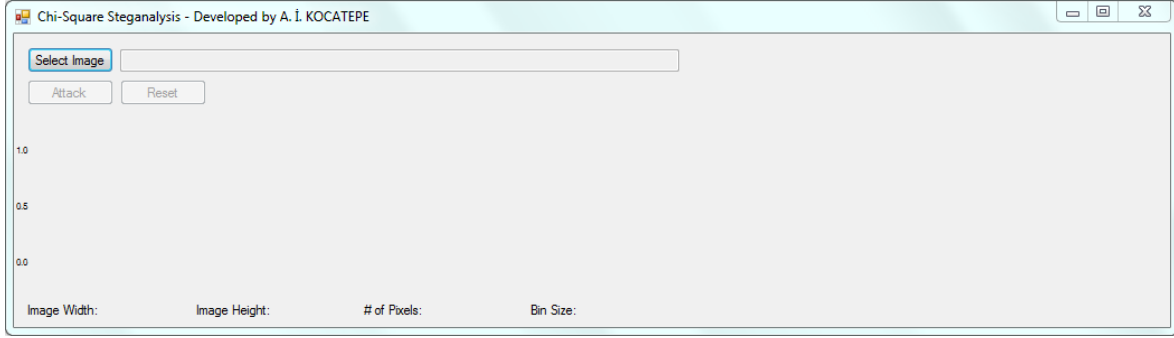 Chi-Square Steganalysis - Developed by A. İ. KOCATEPE
Select Image
Attack Reset
1.0
0.5
0.0
Image Width: Image Height: # of Pixels: Bin Size: